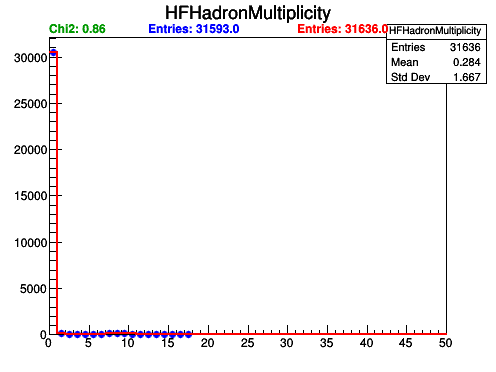 HFHadronMultiplicity
Chi2: 0.86 Entries: 31593.0 Entries: 31636.0
HFHadronMultiplicity
Entries 31636
Mean 0.284
Std Dev 1.667
30000
25000
20000
15000
10000
5000
0
0 5 10 15 20 25 30 35 40 45 50